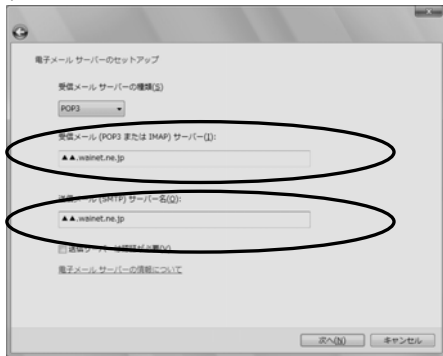 電子メール サーバーのセットアップ
受信メール サーバーの種類(S)
POP3
受信メール (POP3 または IMAP) サーバー(I):
▲▲.wainet.ne.jp
送信メール (SMTP) サーバー名(O):
▲▲.wainet.ne.jp
送信サーバーは認証が必要(V)
電子メール サーバーの情報について
次へ(N)
キャンセル